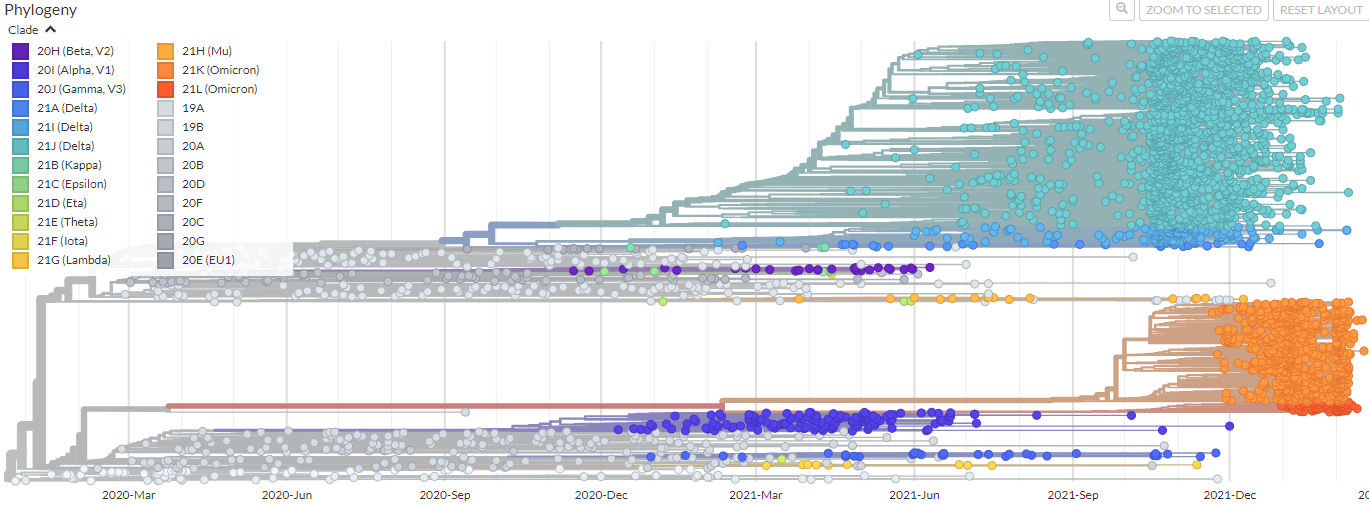 Phylogeny
ZOOM TO SELECTED
RESET LAYOUT
Clade
20H (Beta, V2)
20I (Alpha, V1)
20J (Gamma, V3)
21A (Delta)
21I (Delta)
21J (Delta)
21B (Kappa)
21C (Epsilon)
21D (Eta)
21E (Theta)
21F (Iota)
21G (Lambda)
21H (Mu)
21K (Omicron)
21L (Omicron)
19A
19B
20A
20B
20D
20F
20C
20G
20E (EU1)
2020-Mar
2020-Jun
2020-Sep
2020-Dec
2021-Mar
2021-Jun
2021-Sep
2021-Dec